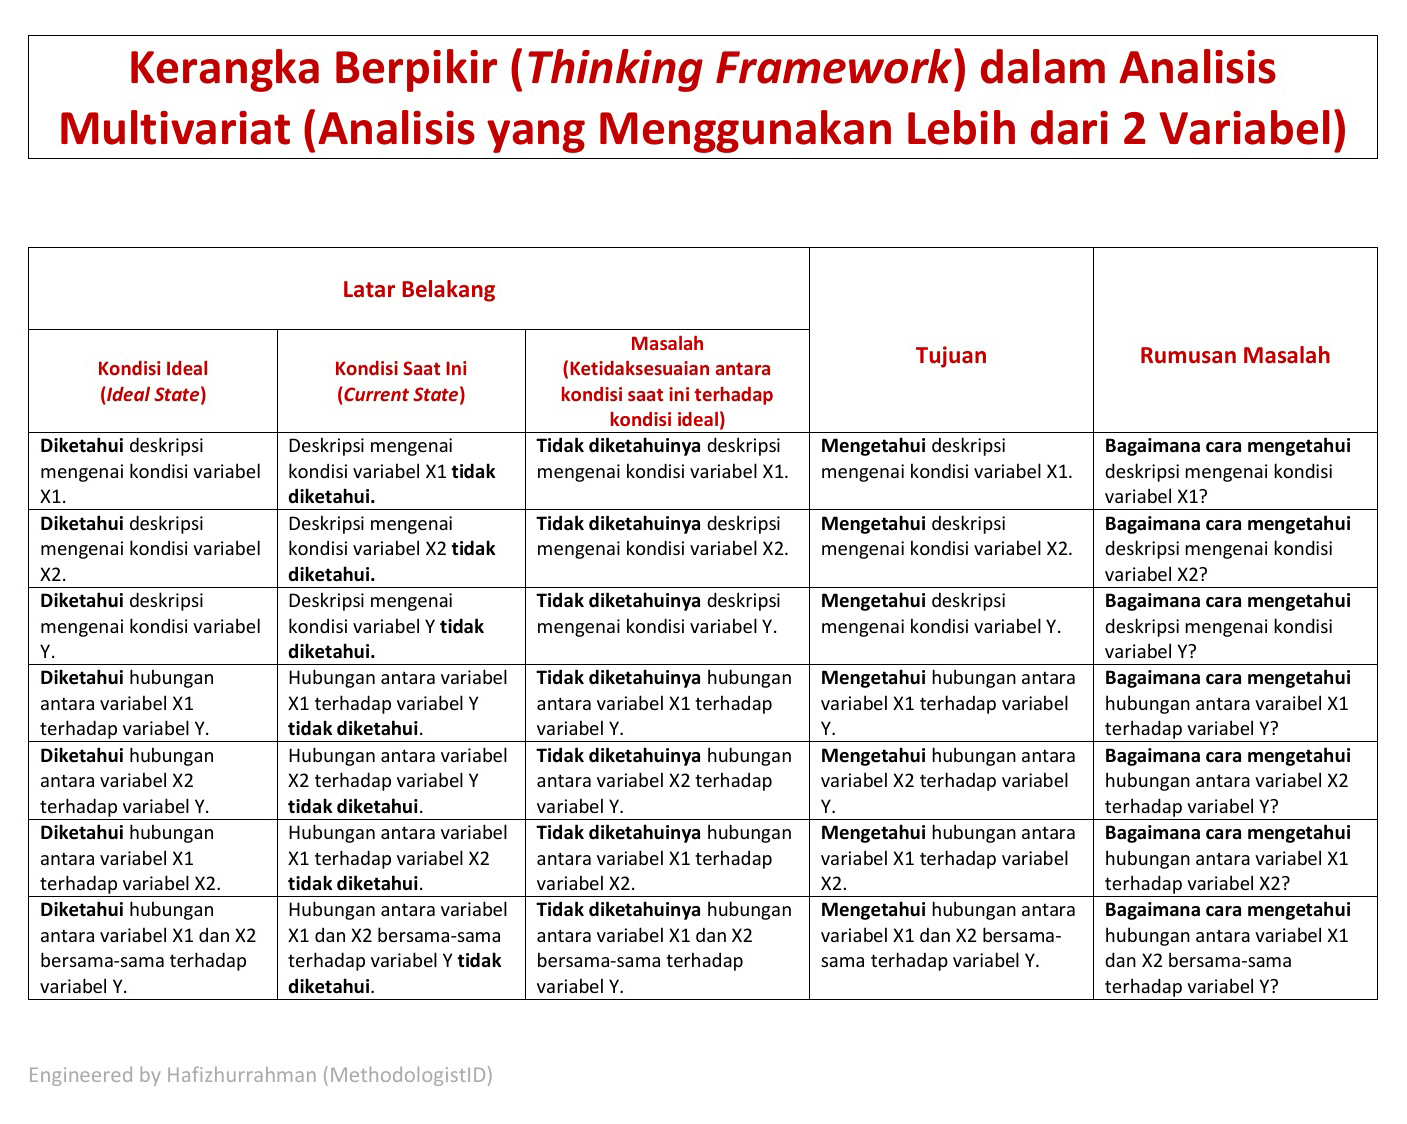 Kerangka Berpikir (Thinking Framework) dalam Analisis
Multivariat (Analisis yang Menggunakan Lebih dari 2 Variabel)
Latar Belakang
Tujuan
Rumusan Masalah
Kondisi Ideal
(Ideal State)
Kondisi Saat Ini
(Current State)
Masalah
(Ketidaksesuaian antara
kondisi saat ini terhadap
kondisi ideal)
Diketahui deskripsi
mengenai kondisi variabel
X1.
Deskripsi mengenai
kondisi variabel X1 tidak
diketahui.
Tidak diketahuinya deskripsi
mengenai kondisi variabel X1.
Mengetahui deskripsi
mengenai kondisi variabel X1.
Bagaimana cara mengetahui
deskripsi mengenai kondisi
variabel X1?
Diketahui deskripsi
mengenai kondisi variabel
X2.
Deskripsi mengenai
kondisi variabel X2 tidak
diketahui.
Tidak diketahuinya deskripsi
mengenai kondisi variabel X2.
Mengetahui deskripsi
mengenai kondisi variabel X2.
Bagaimana cara mengetahui
deskripsi mengenai kondisi
variabel X2?
Diketahui deskripsi
mengenai kondisi variabel
Y.
Deskripsi mengenai
kondisi variabel Y tidak
diketahui.
Tidak diketahuinya deskripsi
mengenai kondisi variabel Y.
Mengetahui deskripsi
mengenai kondisi variabel Y.
Bagaimana cara mengetahui
deskripsi mengenai kondisi
variabel Y?
Diketahui hubungan
antara variabel X1
terhadap variabel Y.
Hubungan antara variabel
X1 terhadap variabel Y
tidak diketahui.
Tidak diketahuinya hubungan
antara variabel X1 terhadap
variabel Y.
Mengetahui hubungan antara
variabel X1 terhadap variabel
Y.
Bagaimana cara mengetahui
hubungan antara varaibel X1
terhadap variabel Y?
Diketahui hubungan
antara variabel X2
terhadap variabel Y.
Hubungan antara variabel
X2 terhadap variabel Y
tidak diketahui.
Tidak diketahuinya hubungan
antara variabel X2 terhadap
variabel Y.
Mengetahui hubungan antara
variabel X2 terhadap variabel
Y.
Bagaimana cara mengetahui
hubungan antara variabel X2
terhadap variabel Y?
Diketahui hubungan
antara variabel X1
terhadap variabel X2.
Hubungan antara variabel
X1 terhadap variabel X2
tidak diketahui.
Tidak diketahuinya hubungan
antara variabel X1 terhadap
variabel X2.
Mengetahui hubungan antara
variabel X1 terhadap variabel
X2.
Bagaimana cara mengetahui
hubungan antara variabel X1
terhadap variabel X2?
Diketahui hubungan
antara variabel X1 dan X2
bersama-sama terhadap
variabel Y.
Hubungan antara variabel
X1 dan X2 bersama-sama
terhadap variabel Y tidak
diketahui.
Tidak diketahuinya hubungan
antara variabel X1 dan X2
bersama-sama terhadap
variabel Y.
Mengetahui hubungan antara
variabel X1 dan X2 bersama-
sama terhadap variabel Y.
Bagaimana cara mengetahui
hubungan antara variabel X1
dan X2 bersama-sama
terhadap variabel Y?
Engineered by Hafizhurrahman (MethodologistID)